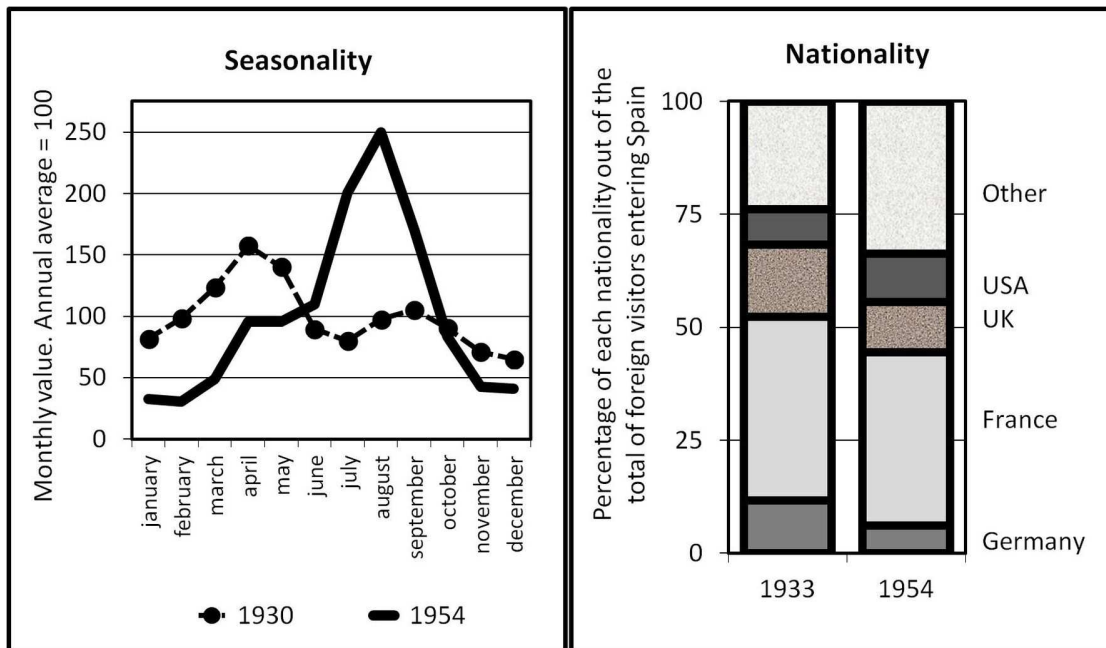 Seasonality
Monthly value. Annual average = 100
250
200
150
100
50
0
january
february
march
april
may
june
july
august
september
october
november
december
1930
1954
Nationality
Percentage of each nationality out of the
total of foreign visitors entering Spain
100
75
50
25
0
Other
USA
UK
France
Germany
1933
1954